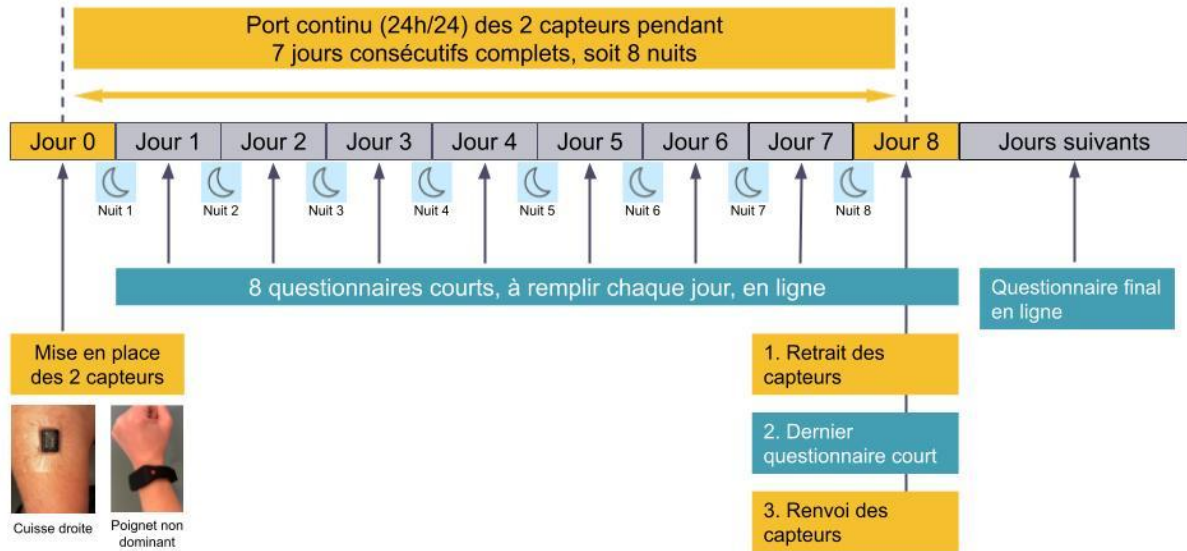 Port continu (24h/24) des 2 capteurs pendant
7 jours consécutifs complets, soit 8 nuits
Jour 0
Jour 1
Jour 2
Jour 3
Jour 4
Jour 5
Jour 6
Jour 7
Jour 8
Jours suivants
Nuit 1
Nuit 2
Nuit 3
Nuit 4
Nuit 5
Nuit 6
Nuit 7
Nuit 8
8 questionnaires courts, à remplir chaque jour, en ligne
Questionnaire final
en ligne
Mise en place
des 2 capteurs
1. Retrait des
capteurs
2. Dernier
questionnaire court
3. Renvoi des
capteurs
Cuisse droite
Poignet non
dominant